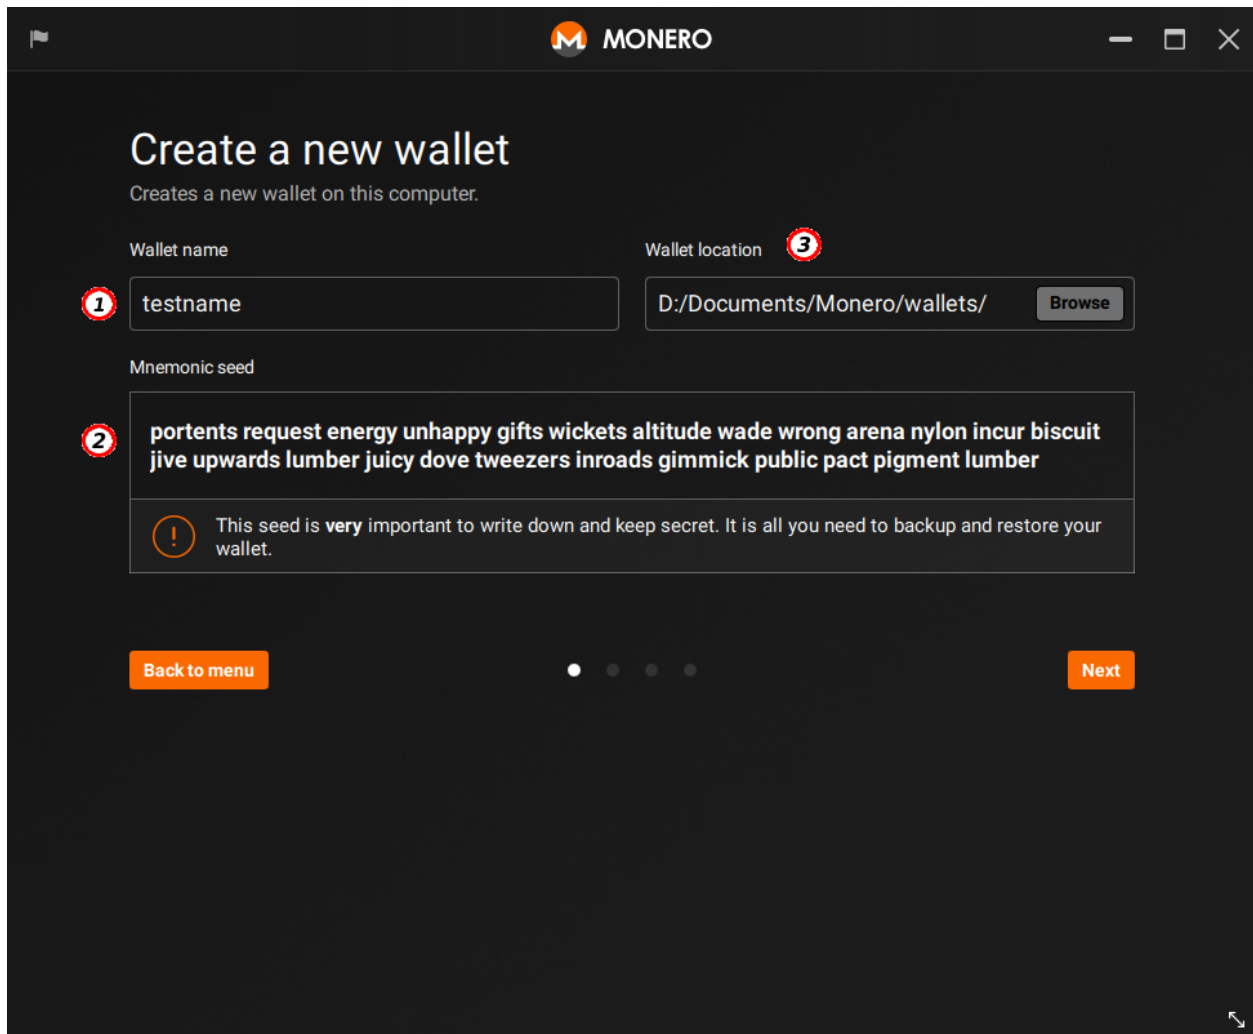 MONERO
Create a new wallet
Creates a new wallet on this computer.
Wallet name
Wallet location 3
1 testname
D:/Documents/Monero/wallets/ Browse
Mnemonic seed
2 portents request energy unhappy gifts wickets altitude wade wrong arena nylon incur biscuit
jive upwards lumber juicy dove tweezers inroads gimmick public pact pigment lumber
This seed is very important to write down and keep secret. It is all you need to backup and restore your
wallet.
Back to menu
Next